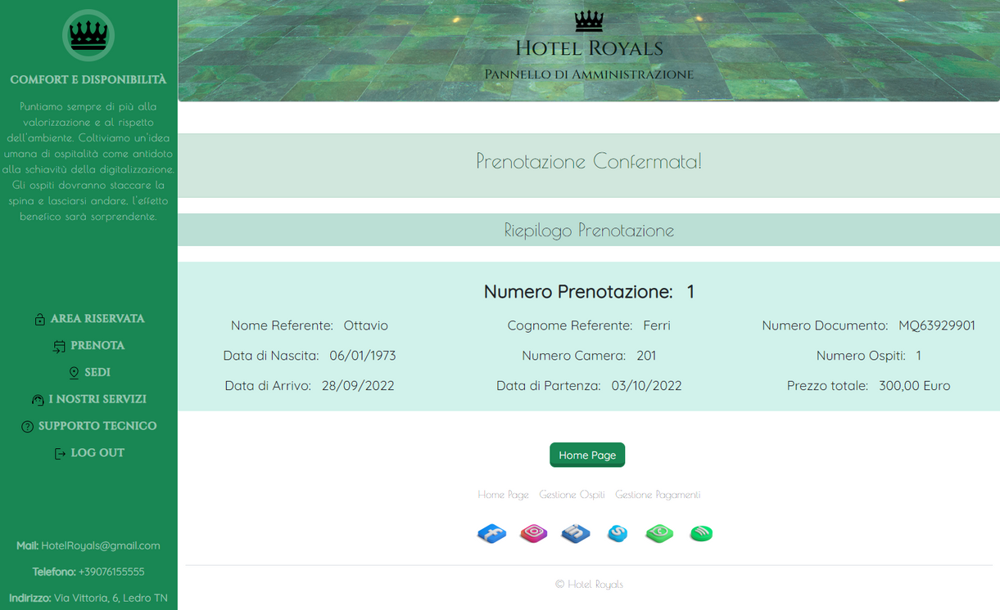 COMFORT E DISPONIBILITÀ
Puntiamo sempre di più alla
valorizzazione e al rispetto
dell'ambiente. Coltiviamo un'idea
umana di ospitalità come antidoto
alla schiavitù della digitalizzazione.
Gli ospiti dovranno staccare la
spina e lasciarsi andare, l'effetto
benefico sarà sorprendente.
AREA RISERVATA
PRENOTA
SEDI
I NOSTRI SERVIZI
SUPPORTO TECNICO
LOG OUT
Mail: HotelRoyals@gmail.com
Telefono: +39076155555
Indirizzo: Via Vittoria, 6, Ledro TN
Hotel Royals
Pannello di Amministrazione
Prenotazione Confermata!
Riepilogo Prenotazione
Numero Prenotazione: 1
Nome Referente: Ottavio Cognome Referente: Ferri Numero Documento: MQ63929901
Data di Nascita: 06/01/1973 Numero Camera: 201 Numero Ospiti: 1
Data di Arrivo: 28/09/2022 Data di Partenza: 03/10/2022 Prezzo totale: 300,00 Euro
Home Page
Home Page Gestione Ospiti Gestione Pagamenti
© Hotel Royals